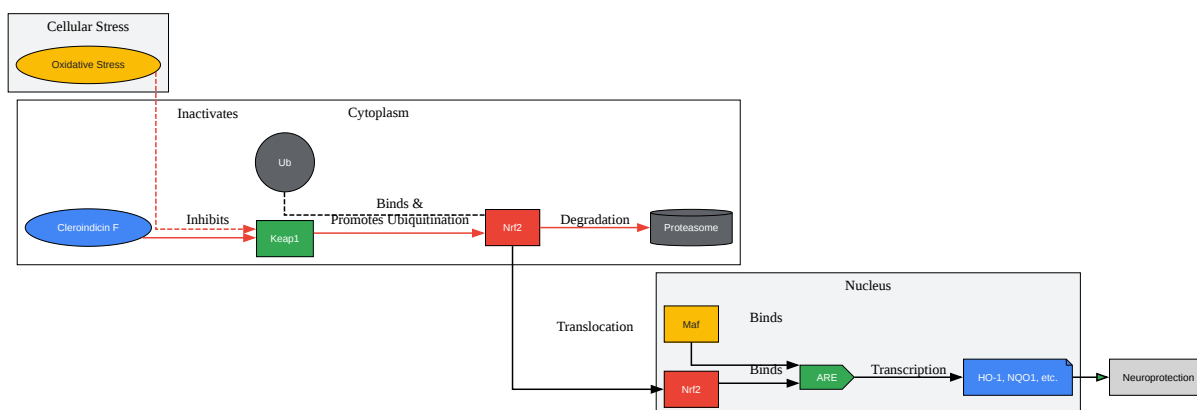 Cellular Stress
Oxidative Stress
Inactivates
Cytoplasm
Ub
Binds &
Promotes Ubiquitination
Cleroindicin F
Inhibits
Keap1
Nrf2
Degradation
Proteasome
Nucleus
Translocation
Maf
Binds
Binds
Nrf2
ARE
Transcription
HO-1, NQO1, etc.
Neuroprotection